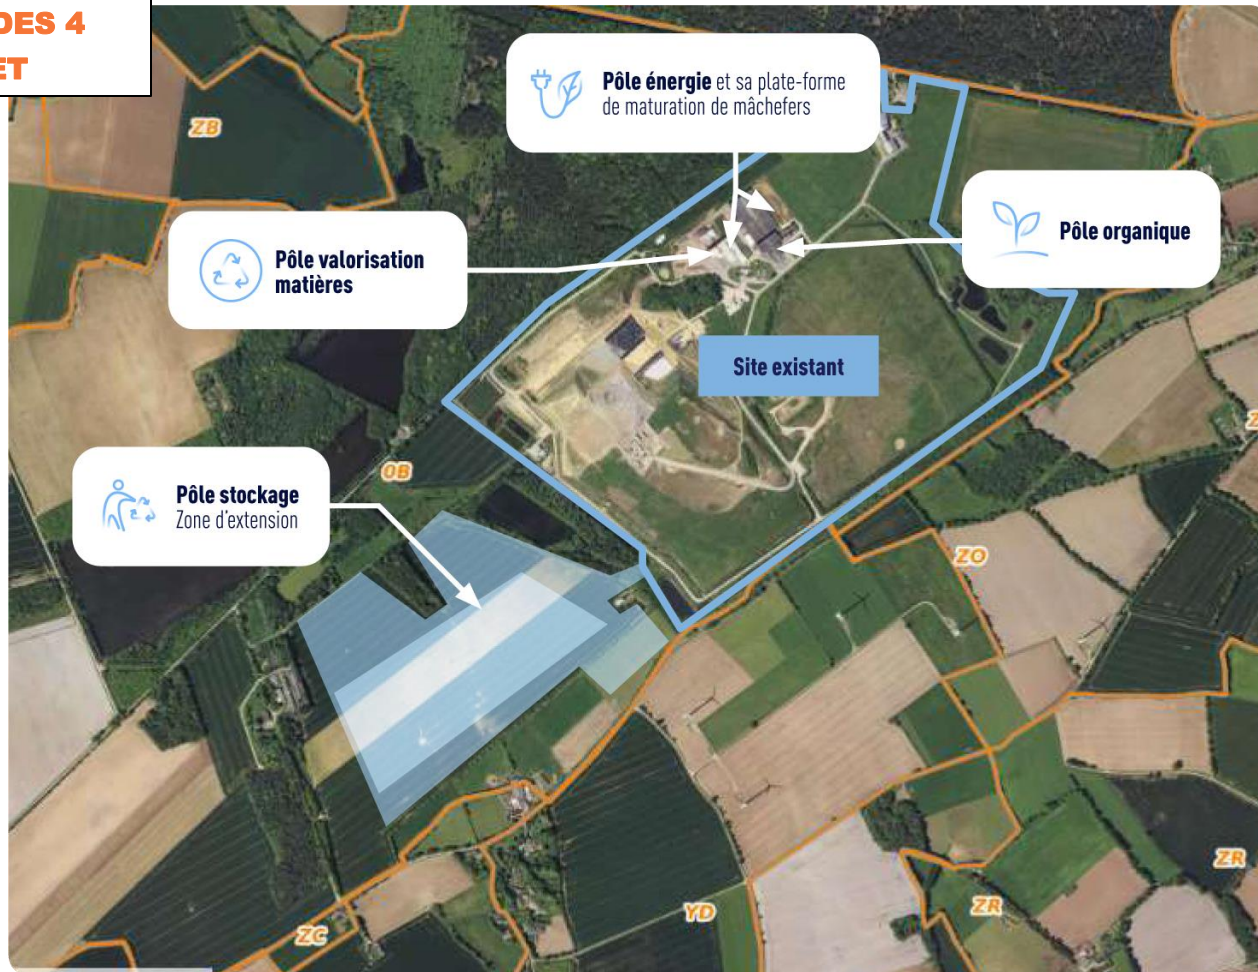 DES 4
ET
Pôle énergie et sa plate-forme
de maturation de mâchefers
ZB
Pôle organique
Pôle valorisation
matières
Site existant
OB
Pôle stockage
Zone d'extension
ZO
ZR
ZR
YD
ZC